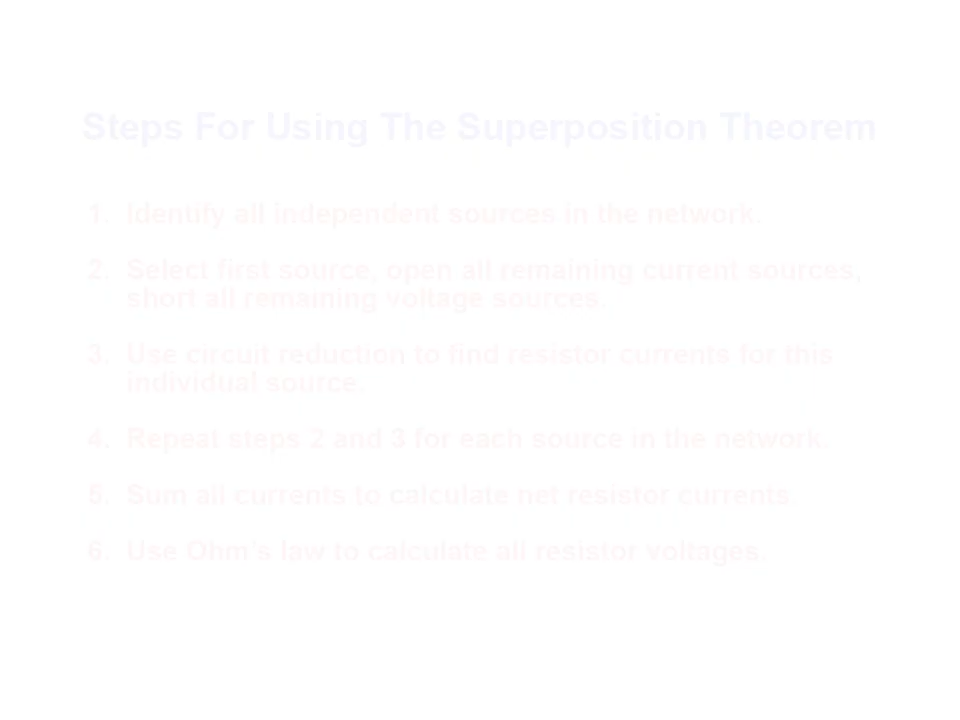 Steps For Using The Superposition Theorem
1. Identify all independent sources in the network.
2. Select first source, open all remaining current sources,
short all remaining voltage sources.
3. Use circuit reduction to find resistor currents for this
individual source.
4. Repeat steps 2 and 3 for each source in the network.
5. Sum all currents to calculate net resistor currents.
6. Use Ohm's law to calculate all resistor voltages.